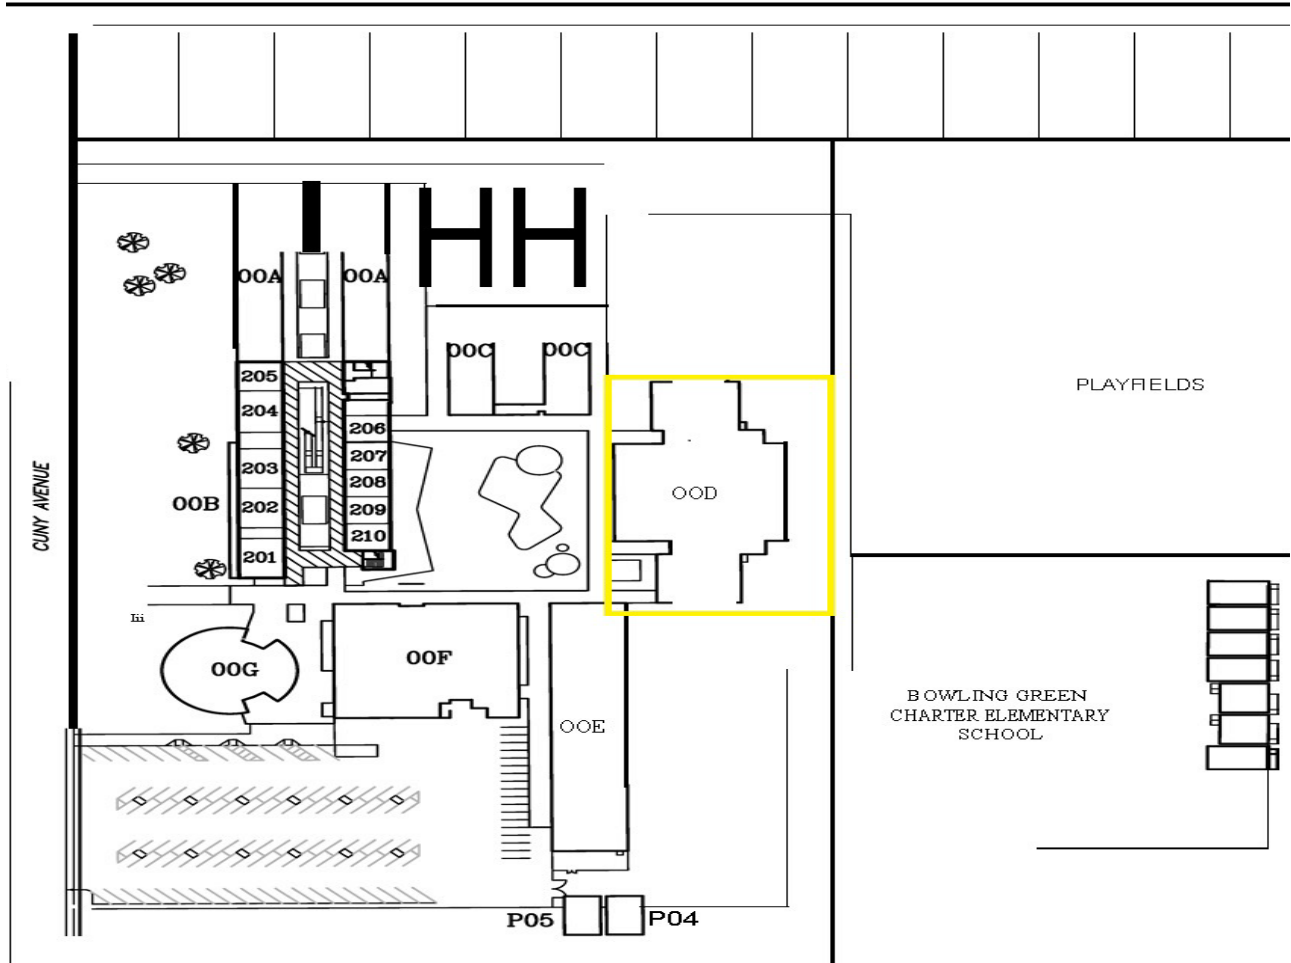 HH
00A 00A
00C 00C
205
204
206
PLAYFIELDS
203
207
208
202
209
201
210
00B
OOD
CUNY AVENUE
00G
00F
OOE
BOWLING GREEN
CHARTER ELEMENTARY
SCHOOL
P05 P04